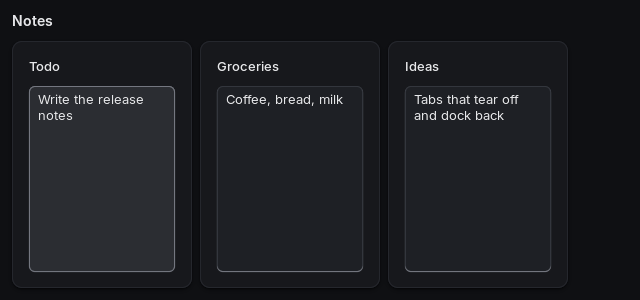 Notes
Todo
Write the release
notes
Groceries
Coffee, bread, milk
Ideas
Tabs that tear off
and dock back